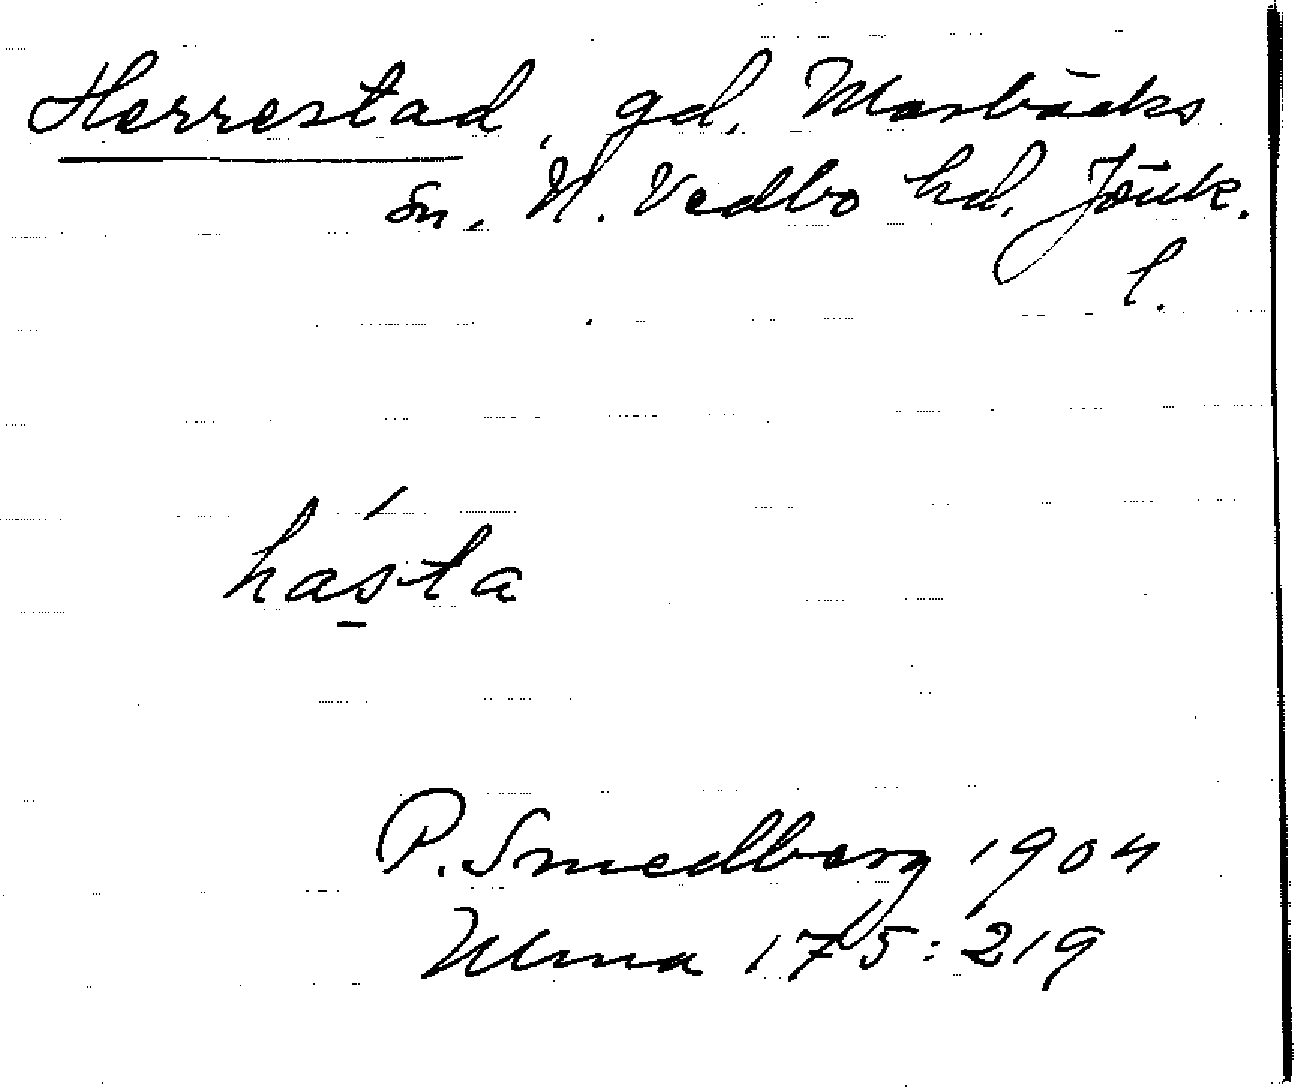 Herrestad, gd. Marbäcks
sn. N. Vedbo hd. Jönk.
l.
hásta
P. Smedberg 1904
Ulma 175:219